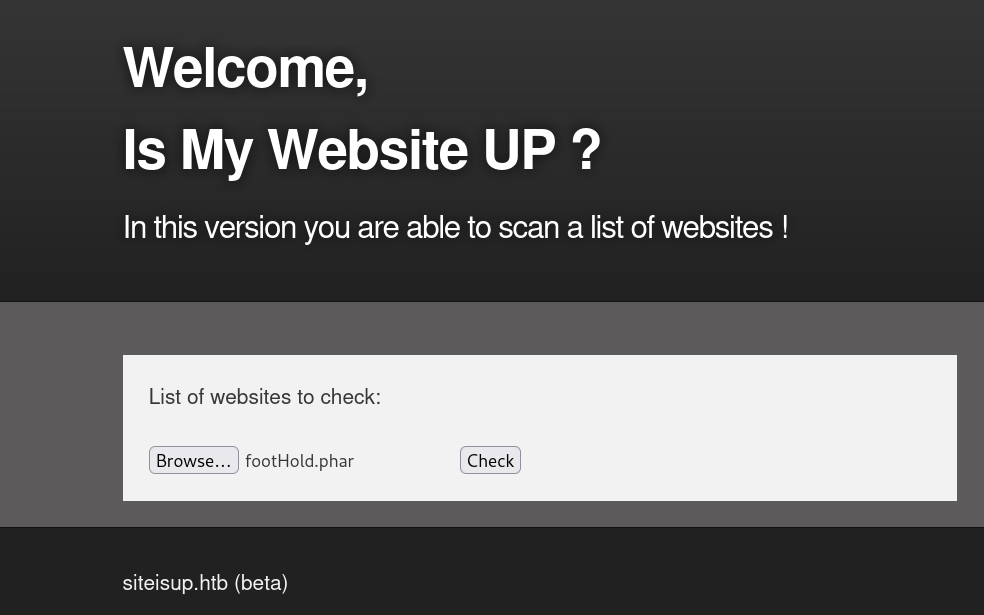 Welcome,
Is My Website UP ?
In this version you are able to scan a list of websites !
List of websites to check:
Browse... footHold.phar Check
siteisup.htb (beta)